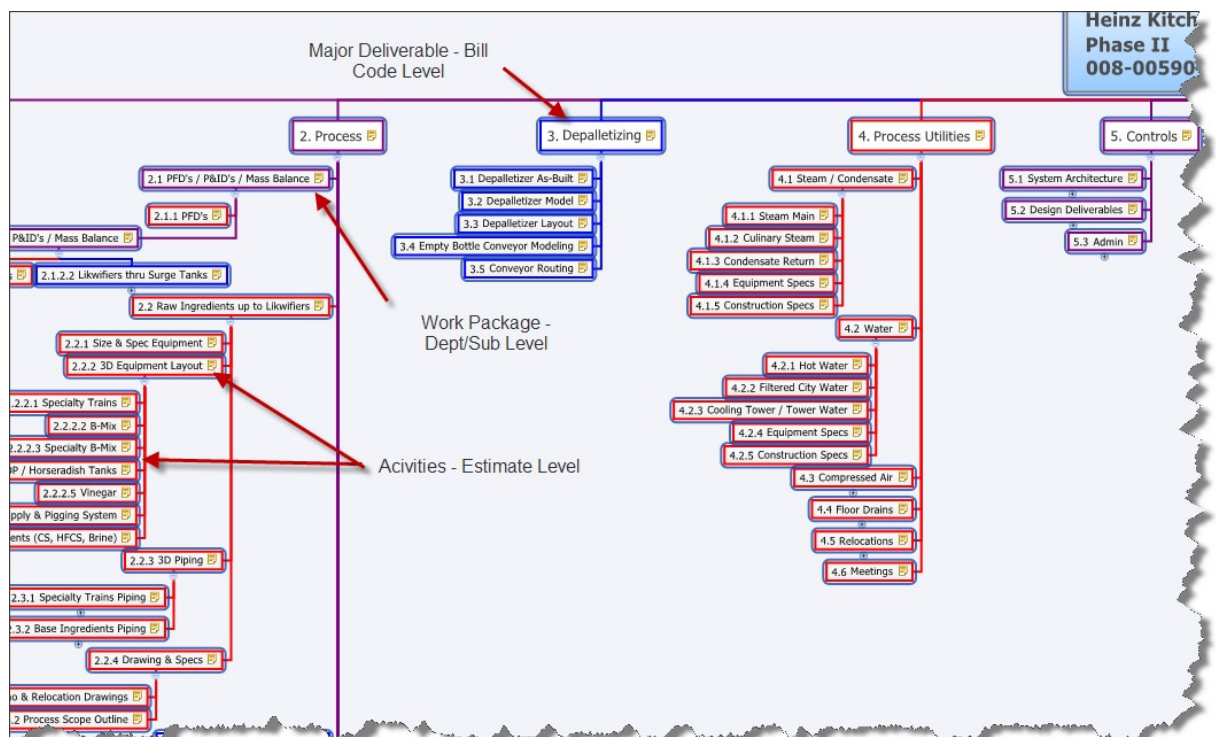 Heinz Kitch
Phase II
008-00590
Major Deliverable - Bill
Code Level
2. Process
3. Depalletizing
4. Process Utilities
5. Controls
2.1 PFD's / P&ID's / Mass Balance
2.1.1 PFD's
P&ID's / Mass Balance
s
2.1.2.2 Likwifiers thru Surge Tanks
2.2 Raw Ingredients up to Likwifiers
2.2.1 Size & Spec Equipment
2.2.2 3D Equipment Layout
.2.2.1 Specialty Trains
2.2.2.2 B-Mix
2.2.2.3 Specialty B-Mix
OP / Horseradish Tanks
2.2.2.5 Vinegar
pply & Pigging System
ents (CS, HFCS, Brine)
2.2.3 3D Piping
2.3.1 Specialty Trains Piping
.3.2 Base Ingredients Piping
2.2.4 Drawing & Specs
no & Relocation Drawings
.2 Process Scope Outline
3.1 Depalletizer As-Built
3.2 Depalletizer Model
3.3 Depalletizer Layout
3.4 Empty Bottle Conveyor Modeling
3.5 Conveyor Routing
Work Package -
Dept/Sub Level
Acivities - Estimate Level
4.1 Steam / Condensate
4.1.1 Steam Main
4.1.2 Culinary Steam
4.1.3 Condensate Return
4.1.4 Equipment Specs
4.1.5 Construction Specs
4.2 Water
4.2.1 Hot Water
4.2.2 Filtered City Water
4.2.3 Cooling Tower / Tower Water
4.2.4 Equipment Specs
4.2.5 Construction Specs
4.3 Compressed Air
4.4 Floor Drains
4.5 Relocations
4.6 Meetings
5.1 System Architecture
5.2 Design Deliverables
5.3 Admin